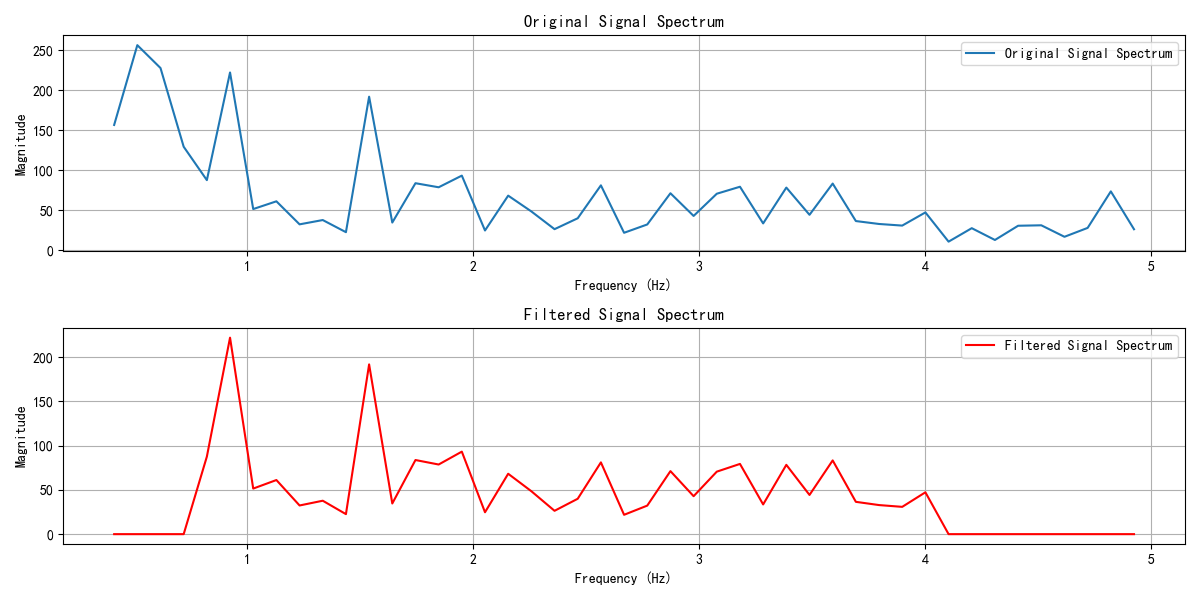 Original Signal Spectrum
Original Signal Spectrum
Magnitude
250
200
150
100
50
0
1 2 3 4 5
Frequency (Hz)
Filtered Signal Spectrum
Filtered Signal Spectrum
Magnitude
200
150
100
50
0
1 2 3 4 5
Frequency (Hz)